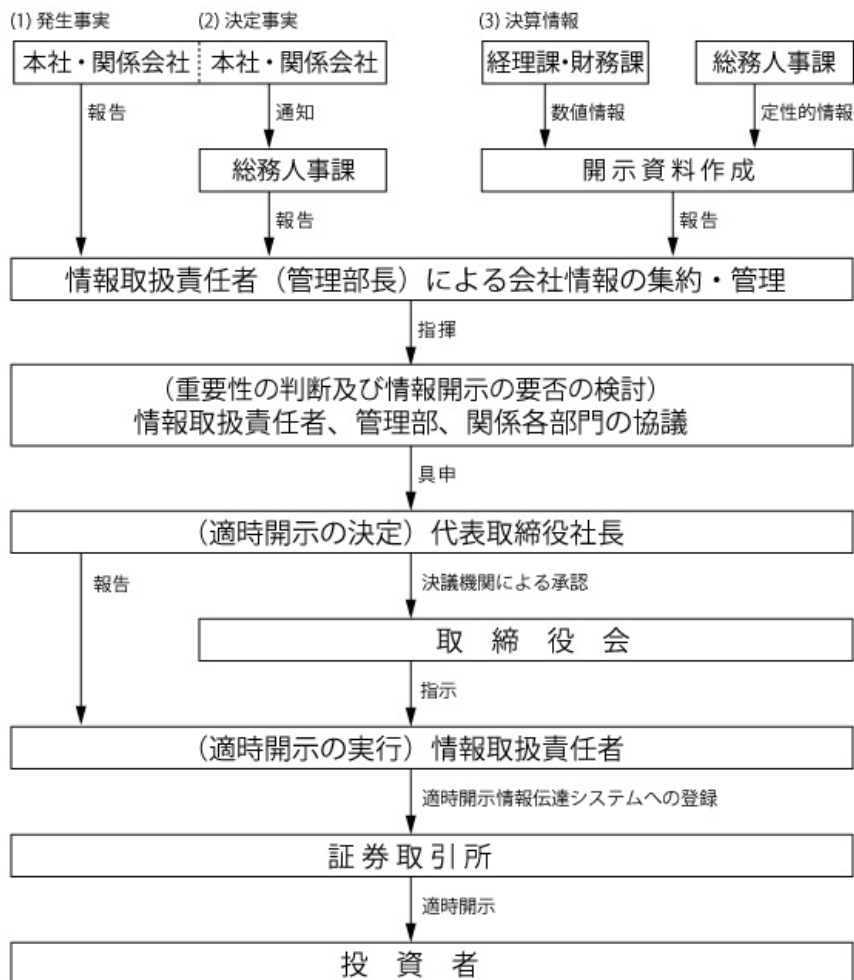 (1) 発生事実
(2) 決定事実
(3) 決算情報
本社・関係会社
本社・関係会社
経理課・財務課
総務人事課
報告
通知
数値情報
定性的情報
総務人事課
開示資料作成
報告
報告
情報取扱責任者（管理部長）による会社情報の集約・管理
指揮
（重要性の判断及び情報開示の要否の検討）
情報取扱責任者、管理部、関係各部門の協議
具申
（適時開示の決定）代表取締役社長
報告
決議機関による承認
取締役会
指示
（適時開示の実行）情報取扱責任者
適時開示情報伝達システムへの登録
証券取引所
適時開示
投資者